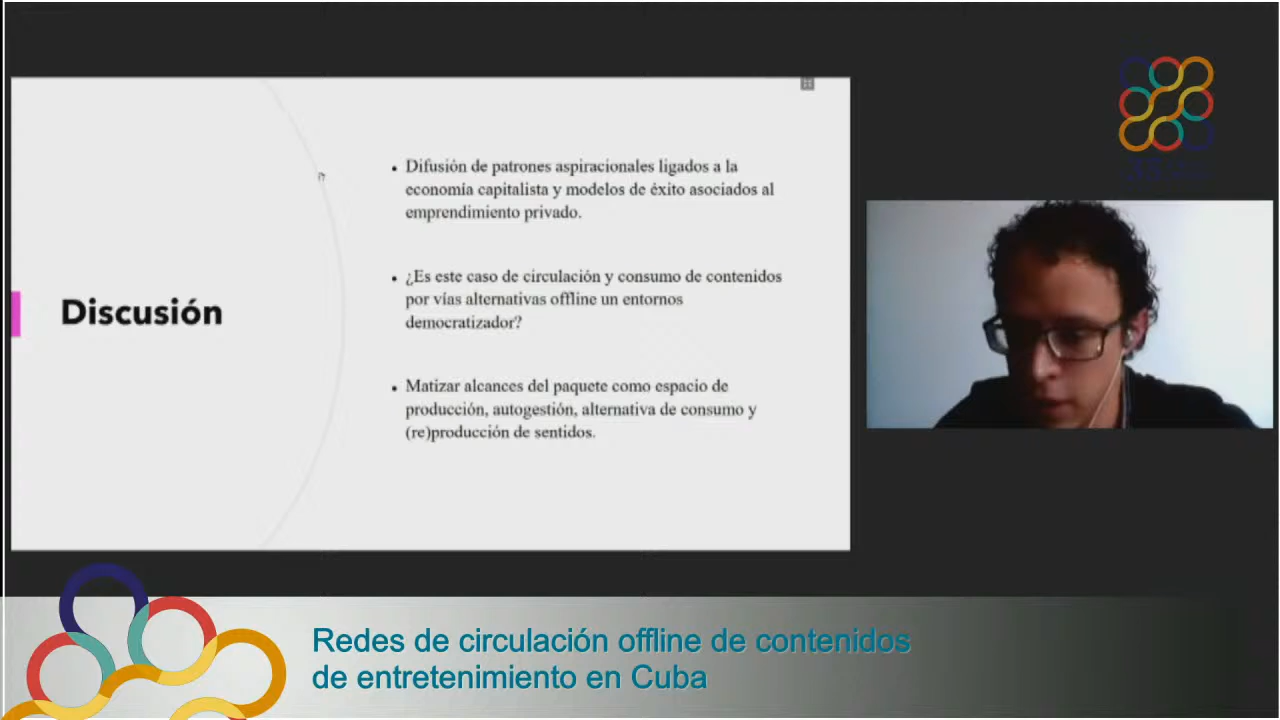 Discusión
• Difusión de patrones aspiracionales ligados a la
economía capitalista y modelos de éxito asociados al
emprendimiento privado.
• ¿Es este caso de circulación y consumo de contenidos
por vías alternativas offline un entornos
democratizador?
• Matizar alcances del paquete como espacio de
producción, autogestión, alternativa de consumo y
(re)producción de sentidos.
Redes de circulación offline de contenidos
de entretenimiento en Cuba